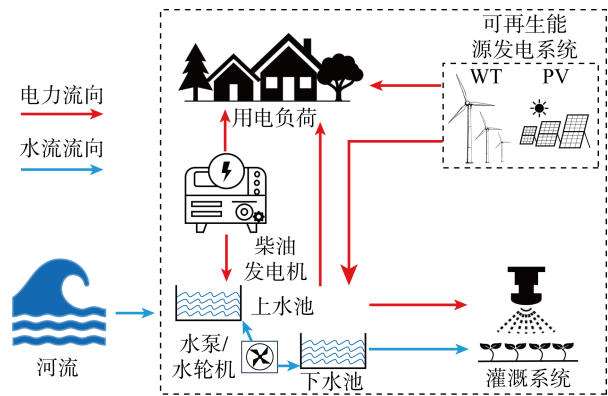 可再生能
源发电系统
WT PV
电力流向
用电负荷
水流流向
柴油
发电机
上水池
水泵/
水轮机
河流
下水池
灌溉系统